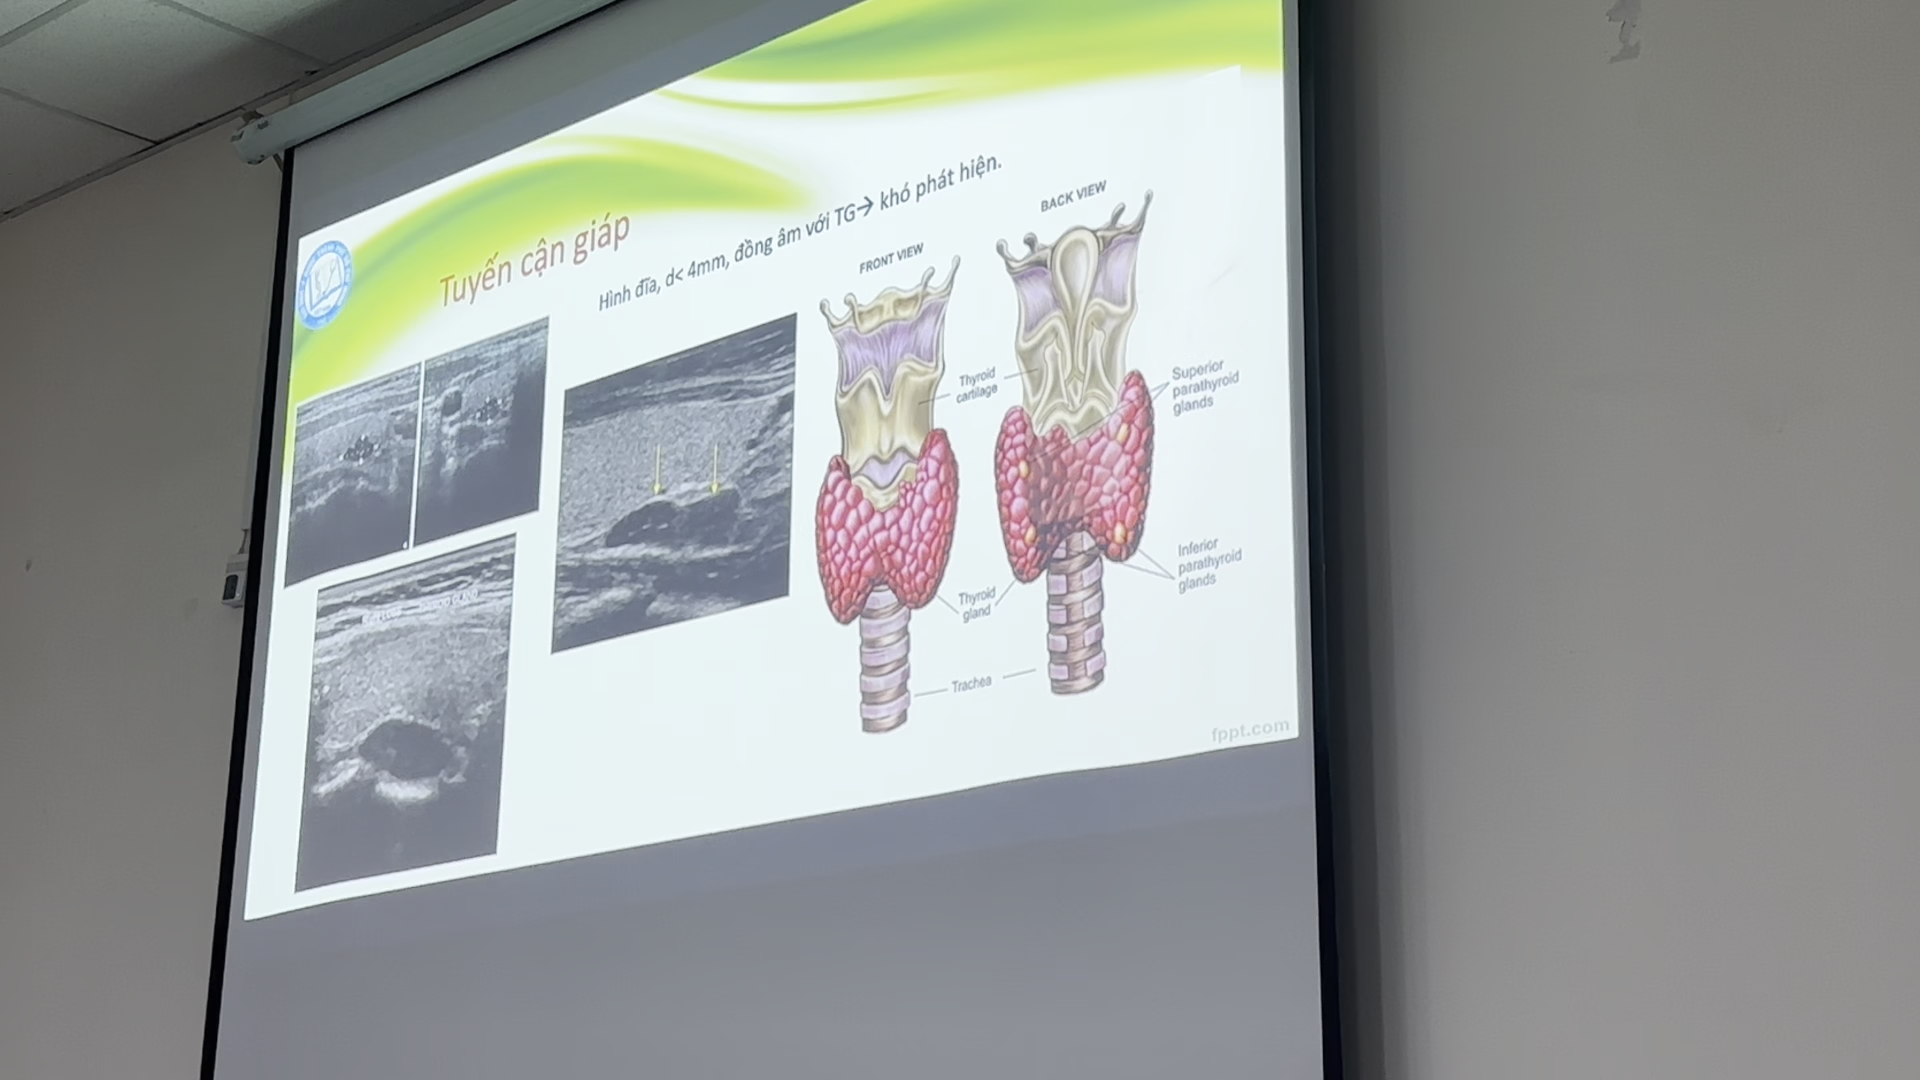 Tuyến cận giáp
Hình đĩa, d< 4mm, đồng âm với TG→ khó phát hiện.
FRONT VIEW
BACK VIEW
Thyroid
cartilage
Superior
parathyroid
glands
Thyroid
gland
Inferior
parathyroid
glands
Trachea
fppt.com